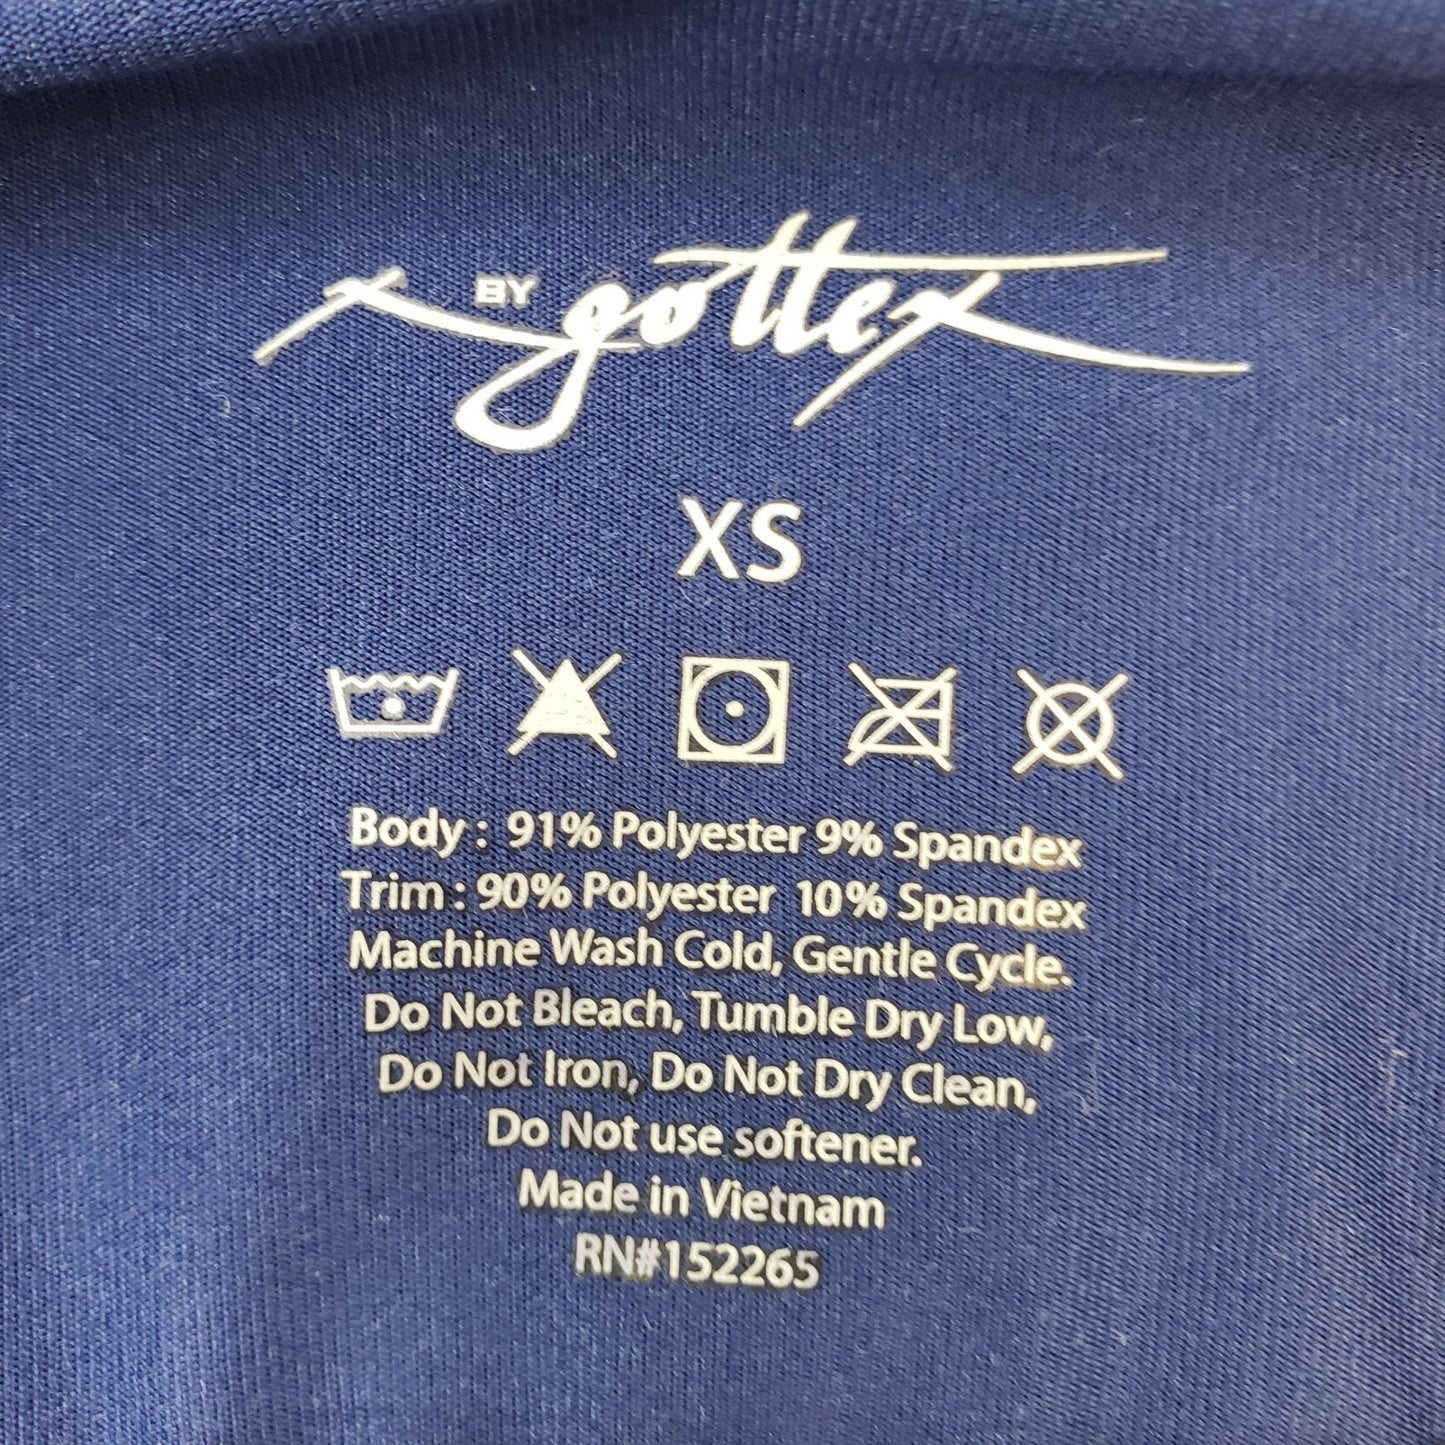 X BY gottex
XS
Body : 91% Polyester 9% Spandex
Trim : 90% Polyester 10% Spandex
Machine Wash Cold, Gentle Cycle.
Do Not Bleach, Tumble Dry Low,
Do Not Iron, Do Not Dry Clean,
Do Not use softener.
Made in Vietnam
RN#152265